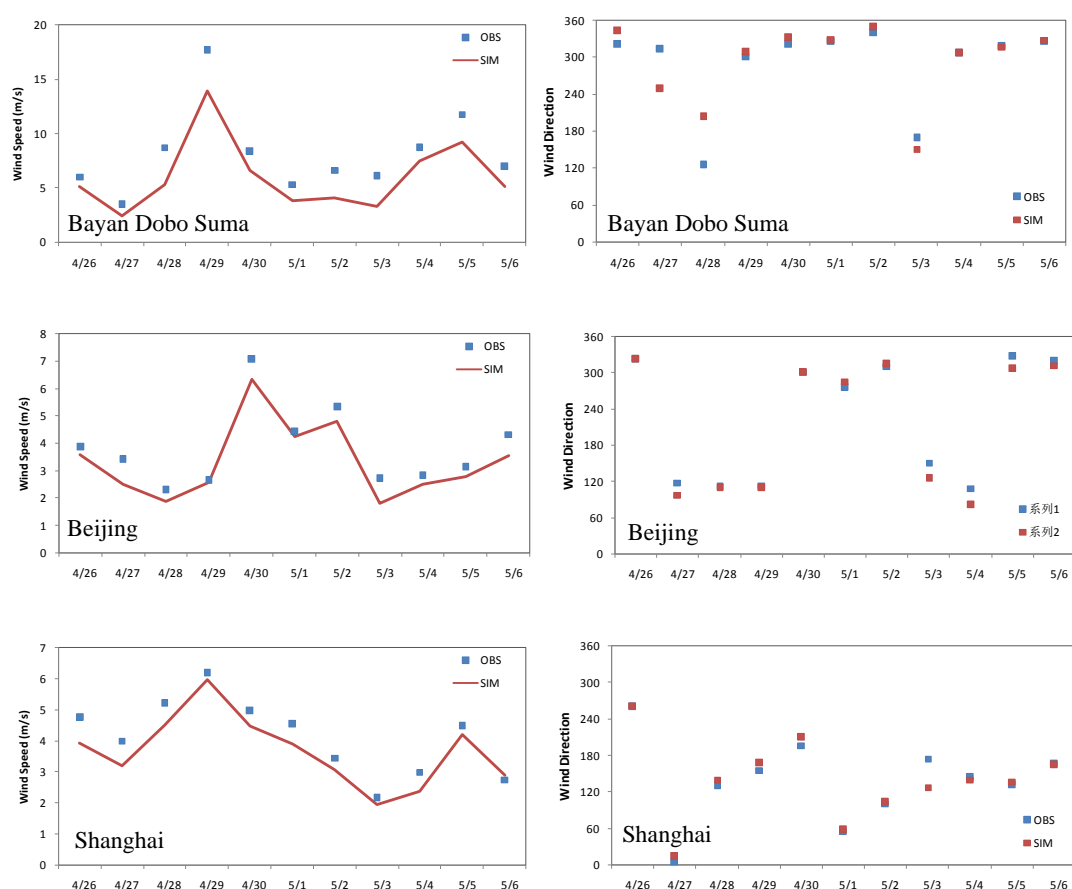 20
15
10
5
0
Wind Speed (m/s)
OBS
SIM
Bayan Dobo Suma
4/26 4/27 4/28 4/29 4/30 5/1 5/2 5/3 5/4 5/5 5/6
360
300
240
180
120
60
0
Wind Direction
OBS
SIM
Bayan Dobo Suma
4/26 4/27 4/28 4/29 4/30 5/1 5/2 5/3 5/4 5/5 5/6
8
7
6
5
4
3
2
1
0
Wind Speed (m/s)
OBS
SIM
Beijing
4/26 4/27 4/28 4/29 4/30 5/1 5/2 5/3 5/4 5/5 5/6
360
300
240
180
120
60
0
Wind Direction
系列1
系列2
Beijing
4/26 4/27 4/28 4/29 4/30 5/1 5/2 5/3 5/4 5/5 5/6
7
6
5
4
3
2
1
0
Wind Speed (m/s)
OBS
SIM
Shanghai
4/26 4/27 4/28 4/29 4/30 5/1 5/2 5/3 5/4 5/5 5/6
360
300
240
180
120
60
0
Wind Direction
OBS
SIM
Shanghai
4/26 4/27 4/28 4/29 4/30 5/1 5/2 5/3 5/4 5/5 5/6